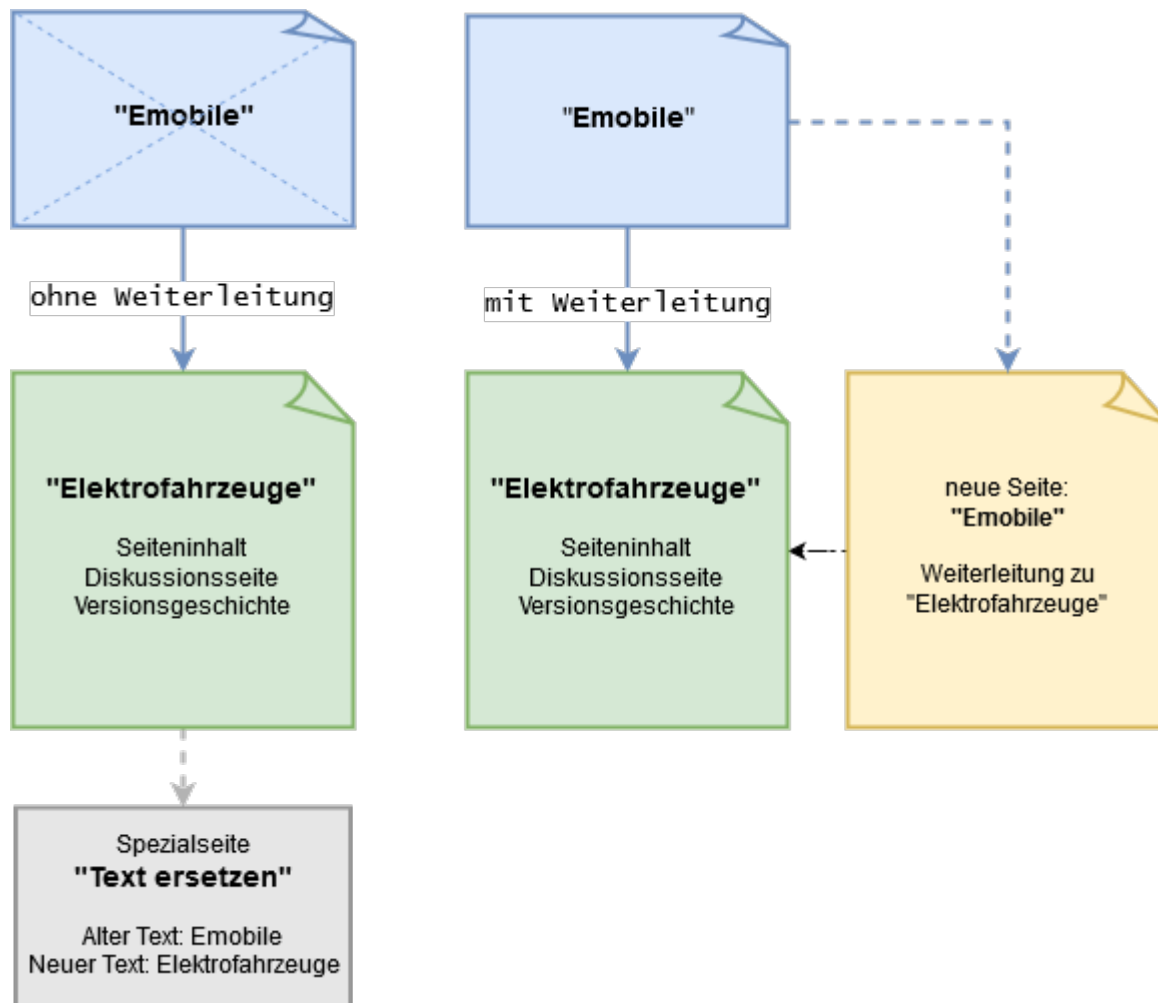 "Emobile"
ohne Weiterleitung
"Elektrofahrzeuge"
Seiteninhalt
Diskussionsseite
Versionsgeschichte
Spezialseite
"Text ersetzen"
Alter Text: Emobile
Neuer Text: Elektrofahrzeuge
"Emobile"
mit Weiterleitung
"Elektrofahrzeuge"
Seiteninhalt
Diskussionsseite
Versionsgeschichte
neue Seite:
"Emobile"
Weiterleitung zu
"Elektrofahrzeuge"